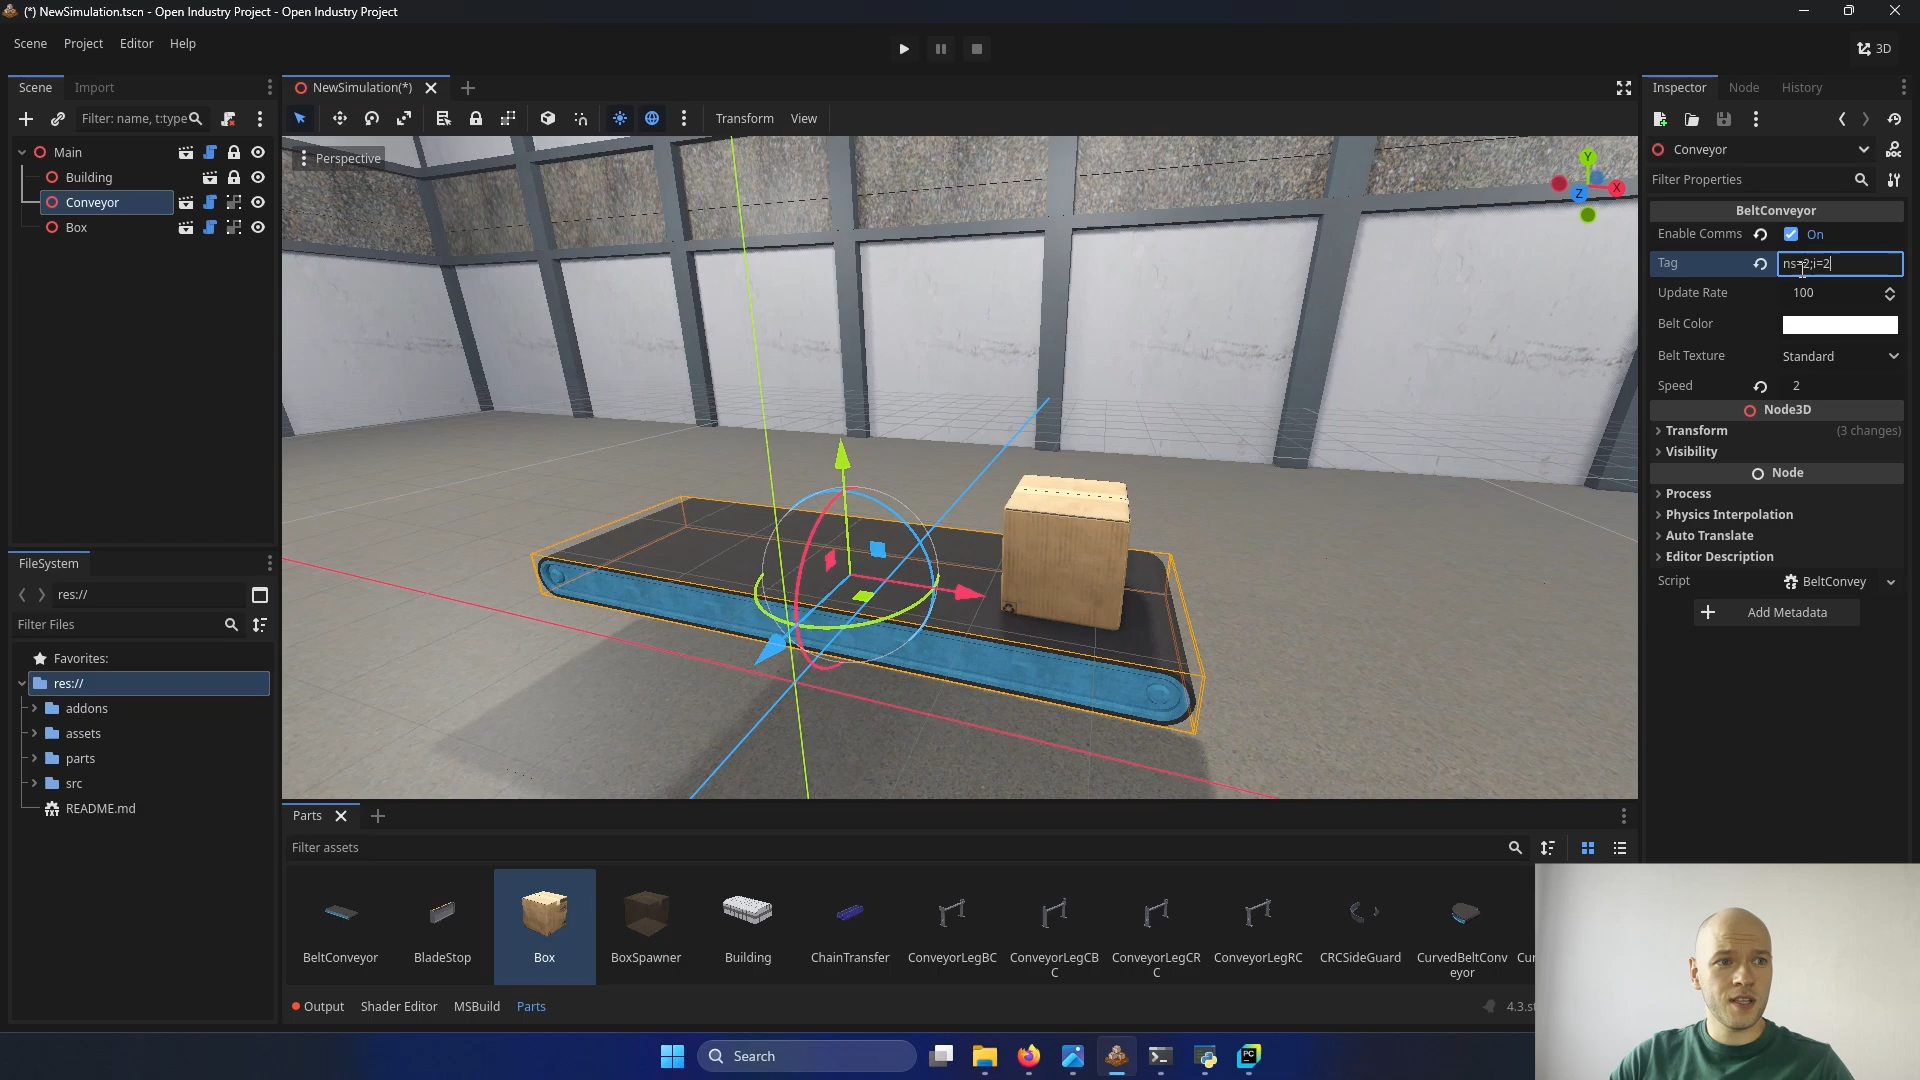 (*) NewSimulation.tscn - Open Industry Project - Open Industry Project
Scene Project Editor Help
3D
Scene Import
NewSimulation(*)
Inspector Node History
Filter: name, t:type
Transform View
Main
Building
Conveyor
Box
Perspective
Y
X
Z
Conveyor
Filter Properties
BeltConveyor
Enable Comms On
Tag ns=2;i=2
Update Rate 100
Belt Color
Belt Texture Standard
Speed 2
Node3D
Transform (3 changes)
Visibility
Node
Process
Physics Interpolation
Auto Translate
Editor Description
Script BeltConvey
Add Metadata
FileSystem
res://
Filter Files
Favorites:
res://
addons
assets
parts
src
README.md
Parts
Filter assets
BeltConveyor
BladeStop
Box
BoxSpawner
Building
ChainTransfer
ConveyorLegBC
ConveyorLegCB
C
ConveyorLegCR
C
ConveyorLegRC
CRCSideGuard
CurvedBeltConv
eyor
Cur
Output Shader Editor MSBuild Parts
4.3.st
Search
PC